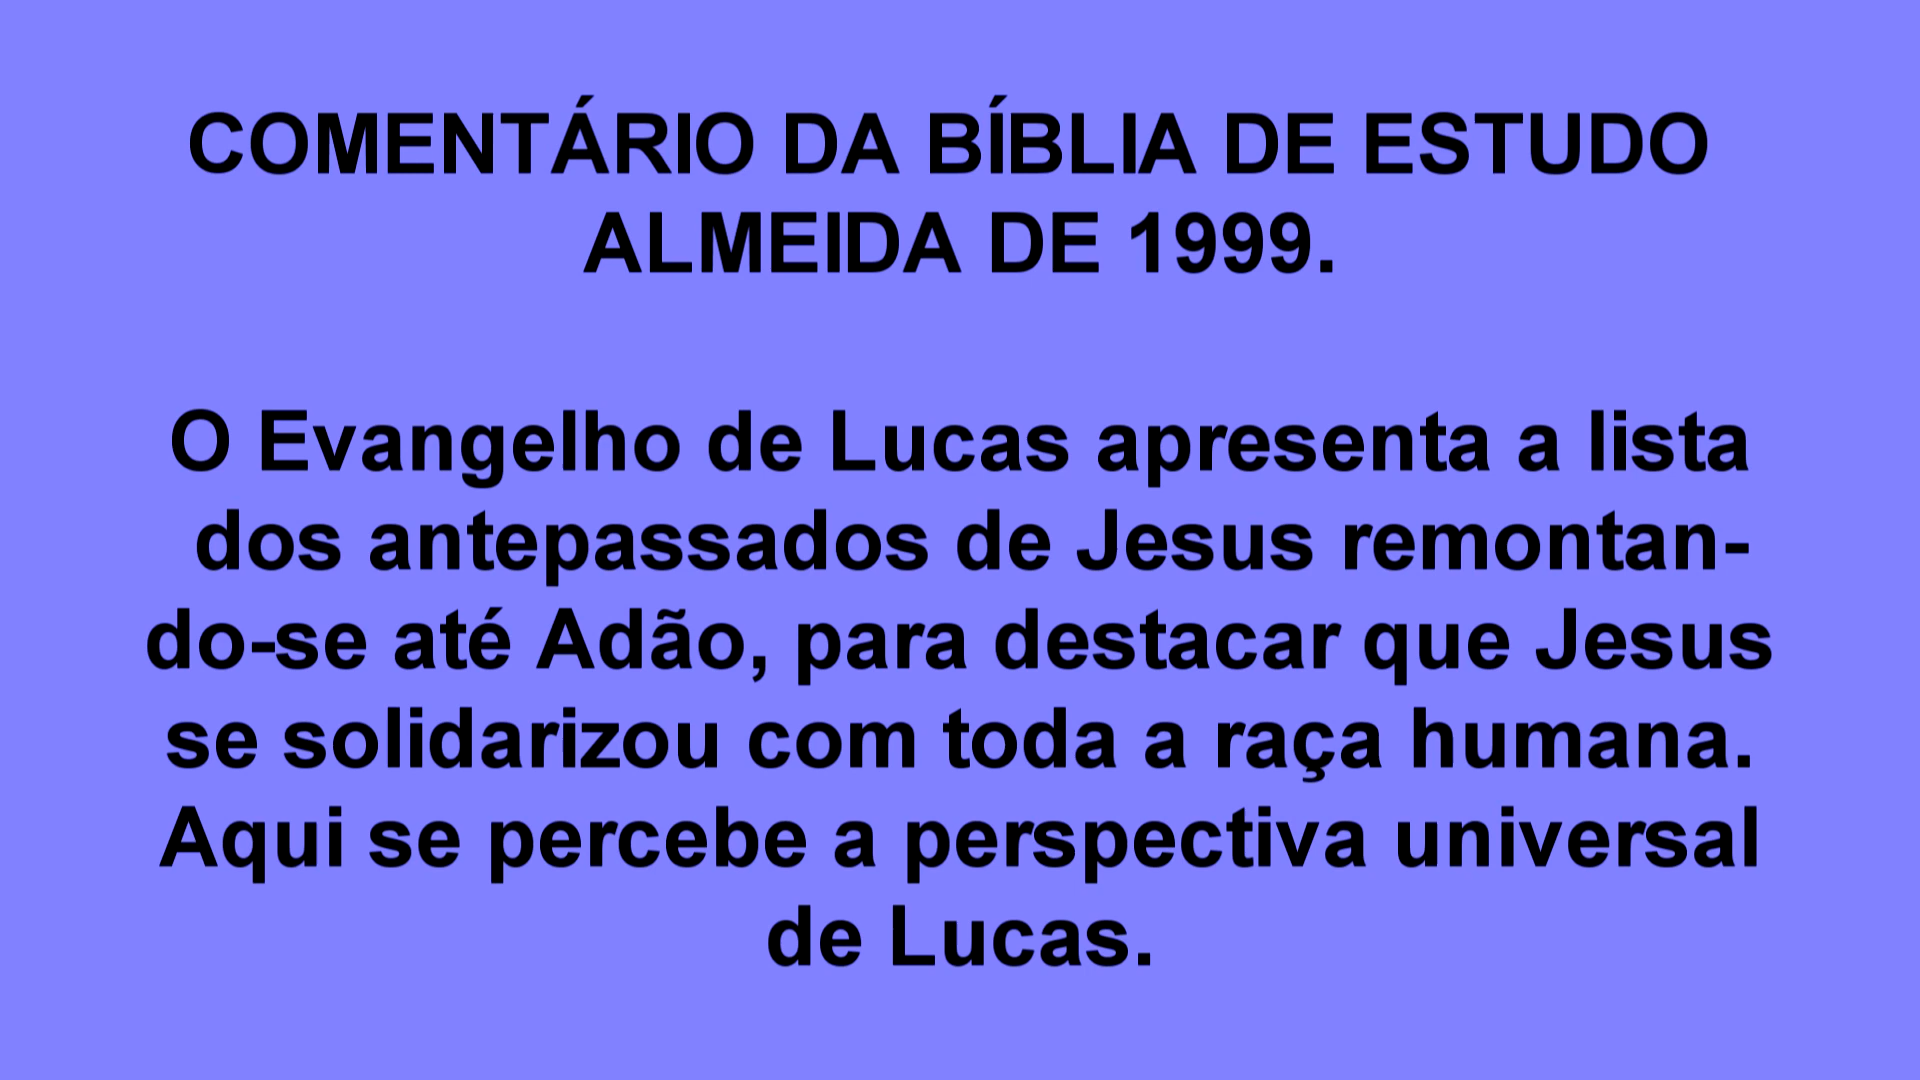 COMENTÁRIO DA BÍBLIA DE ESTUDO
ALMEIDA DE 1999.
O Evangelho de Lucas apresenta a lista
dos antepassados de Jesus remontan-
do-se até Adão, para destacar que Jesus
se solidarizou com toda a raça humana.
Aqui se percebe a perspectiva universal
de Lucas.